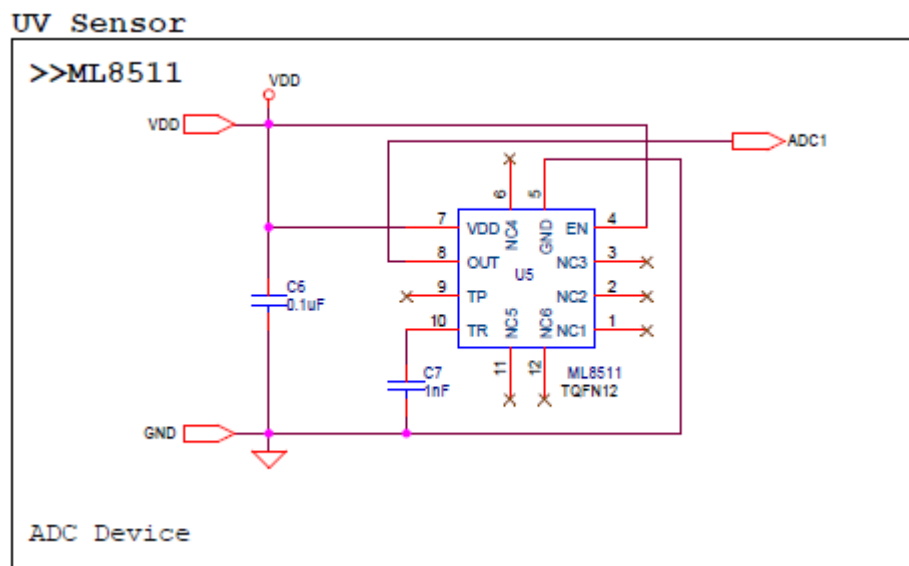 UV Sensor
>>ML8511
VDD
VDD
ADC1
6
5
NC4
GND
7
VDD
EN
4
8
OUT
NC3
3
U5
9
TP
NC2
2
10
TR
NC5
NC6
NC1
1
C6
0.1uF
11
12
C7
1nF
ML8511
TQFN12
GND
ADC Device